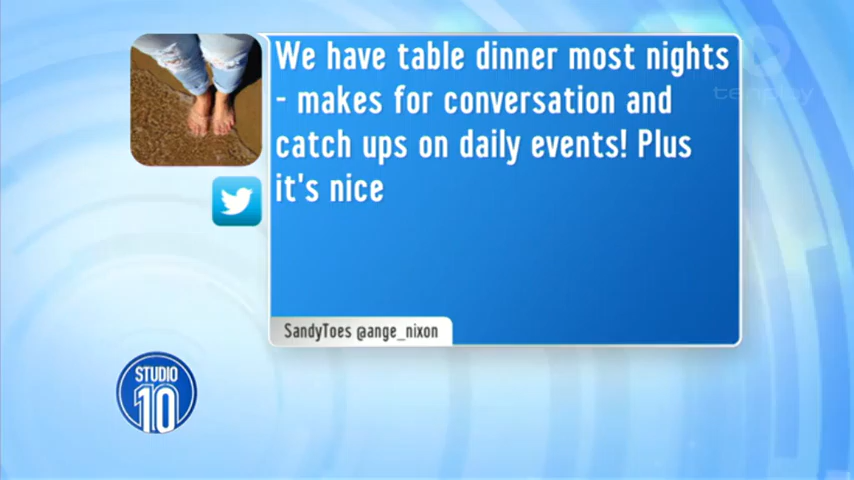 We have table dinner most nights
- makes for conversation and
catch ups on daily events! Plus
it's nice
tenplay
SandyToes @ange_nixon
STUDIO
10